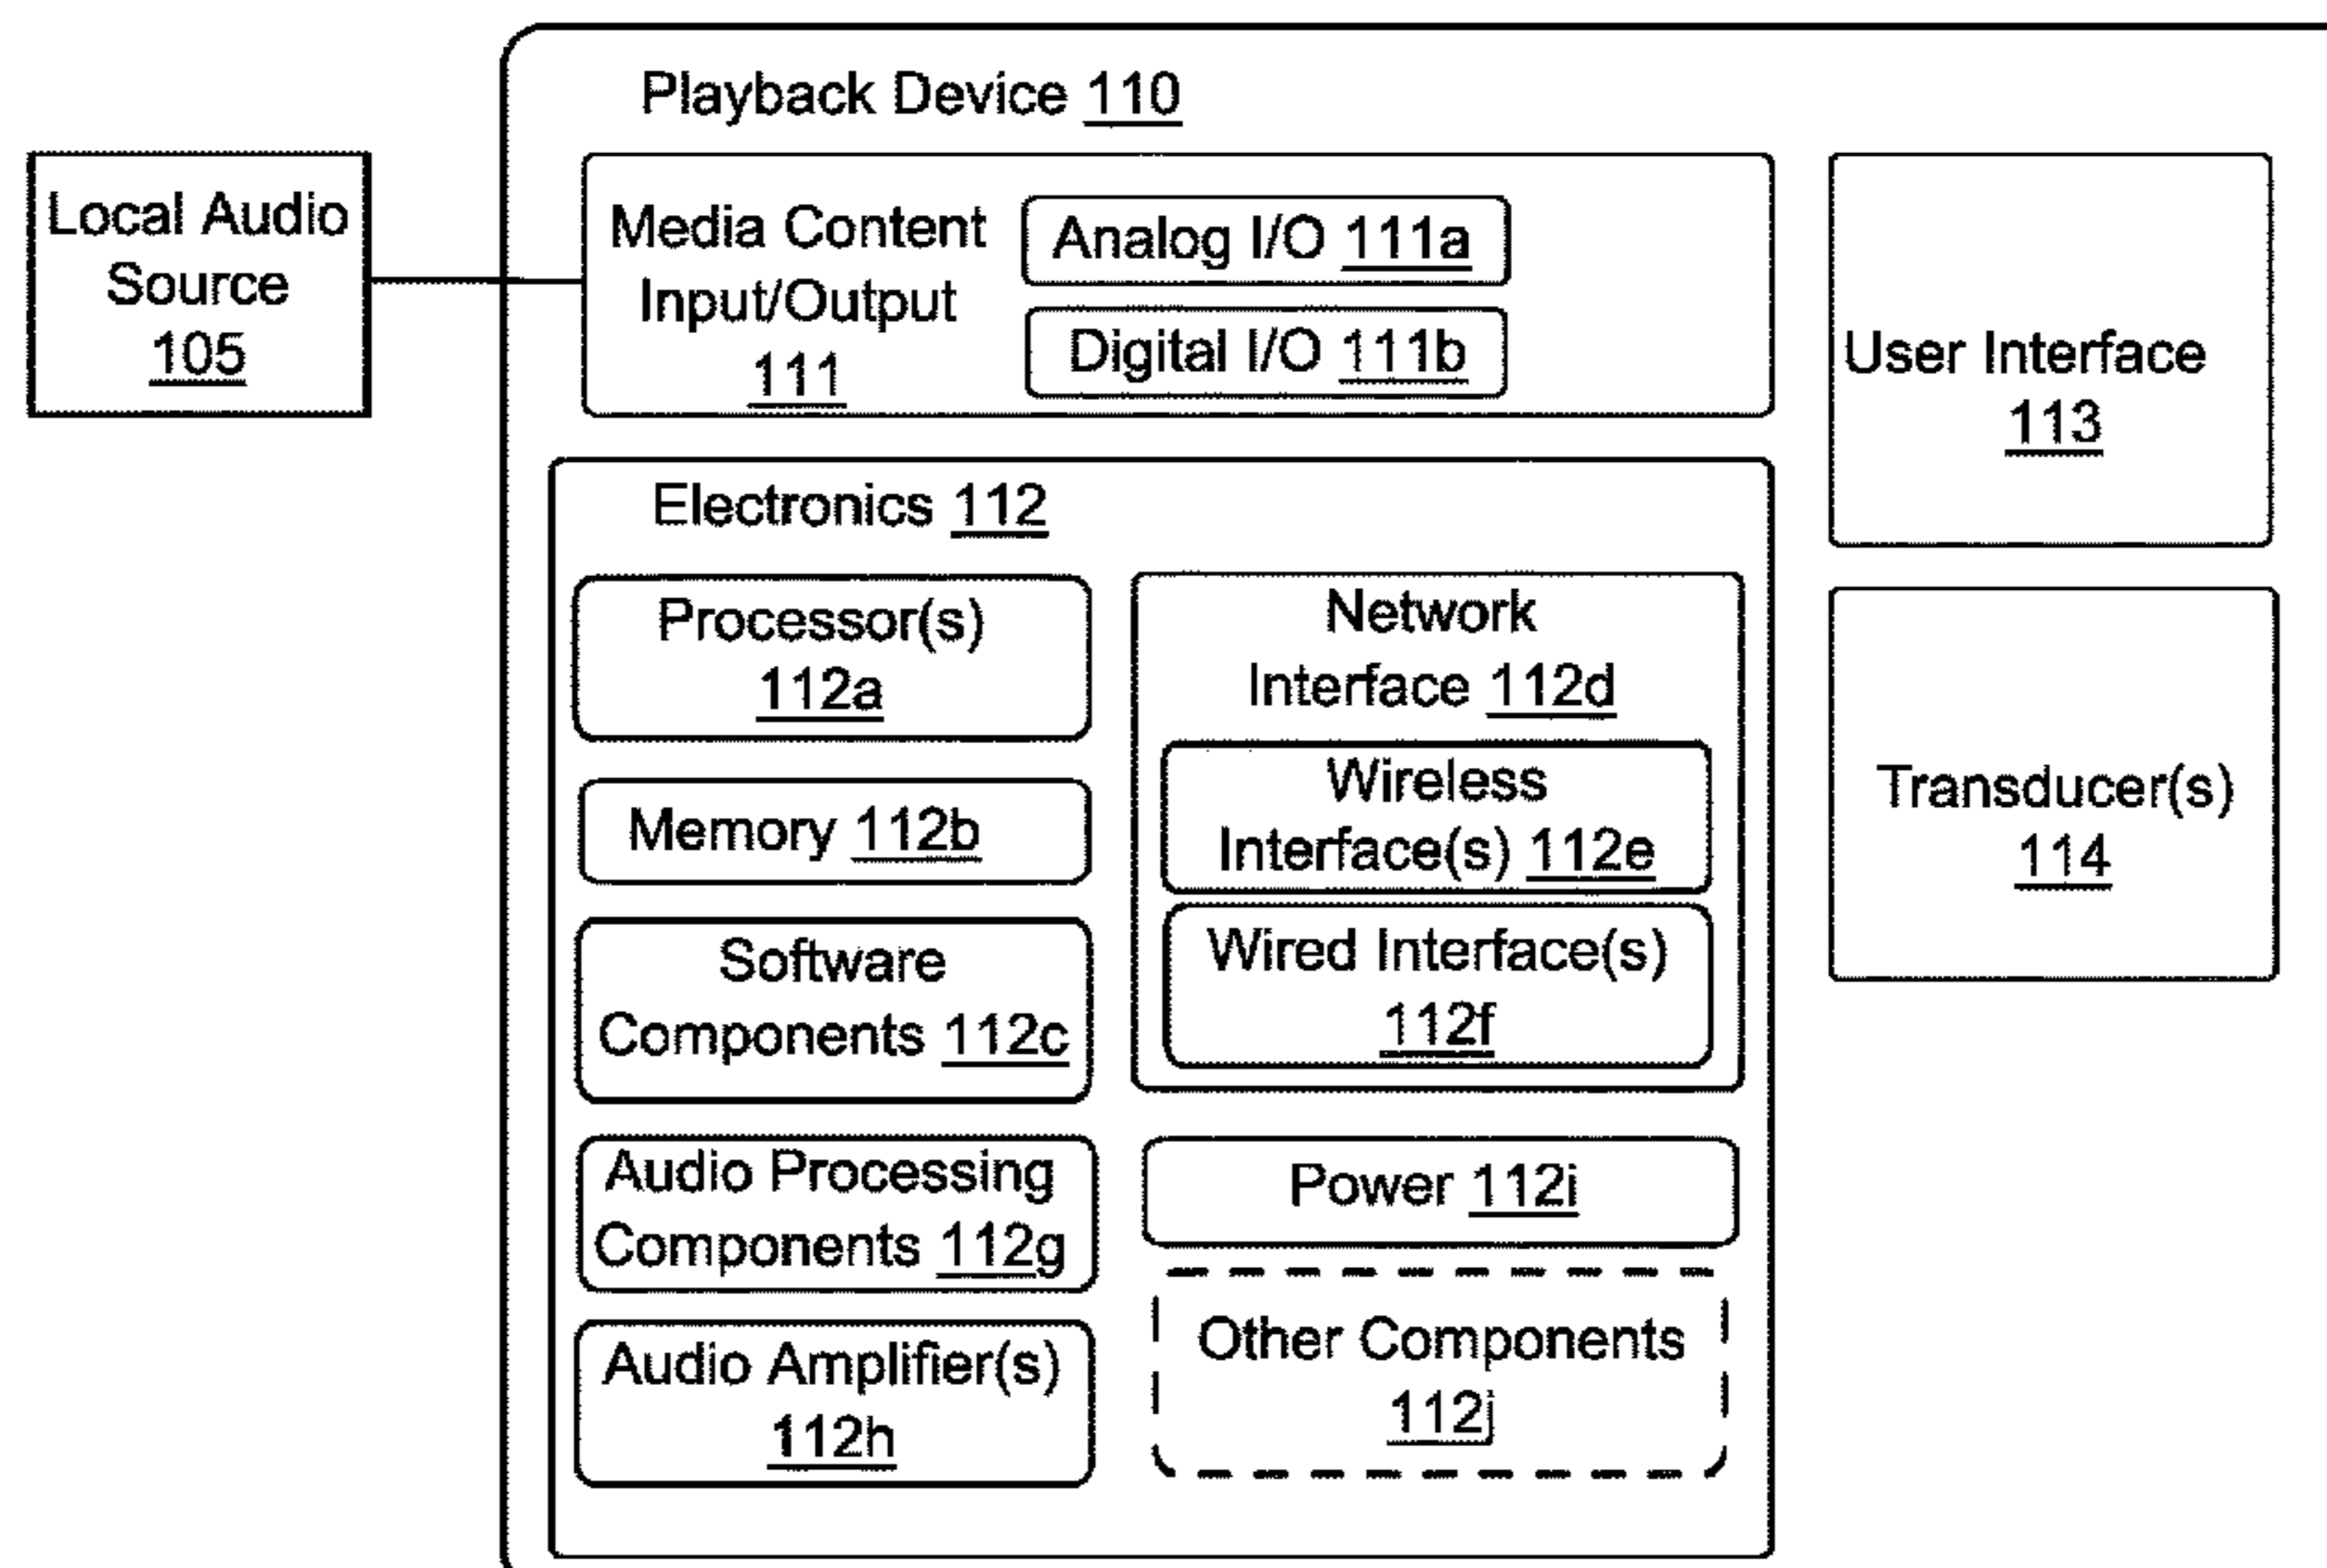 Playback Device 110
Local Audio
Source
105
Media Content
Input/Output
111
Analog I/O 111a
Digital I/O 111b
User Interface
113
Electronics 112
Processor(s)
112a
Memory 112b
Software
Components 112c
Audio Processing
Components 112g
Audio Amplifier(s)
112h
Network
Interface 112d
Wireless
Interface(s) 112e
Wired Interface(s)
112f
Power 112i
Other Components
112j
Transducer(s)
114